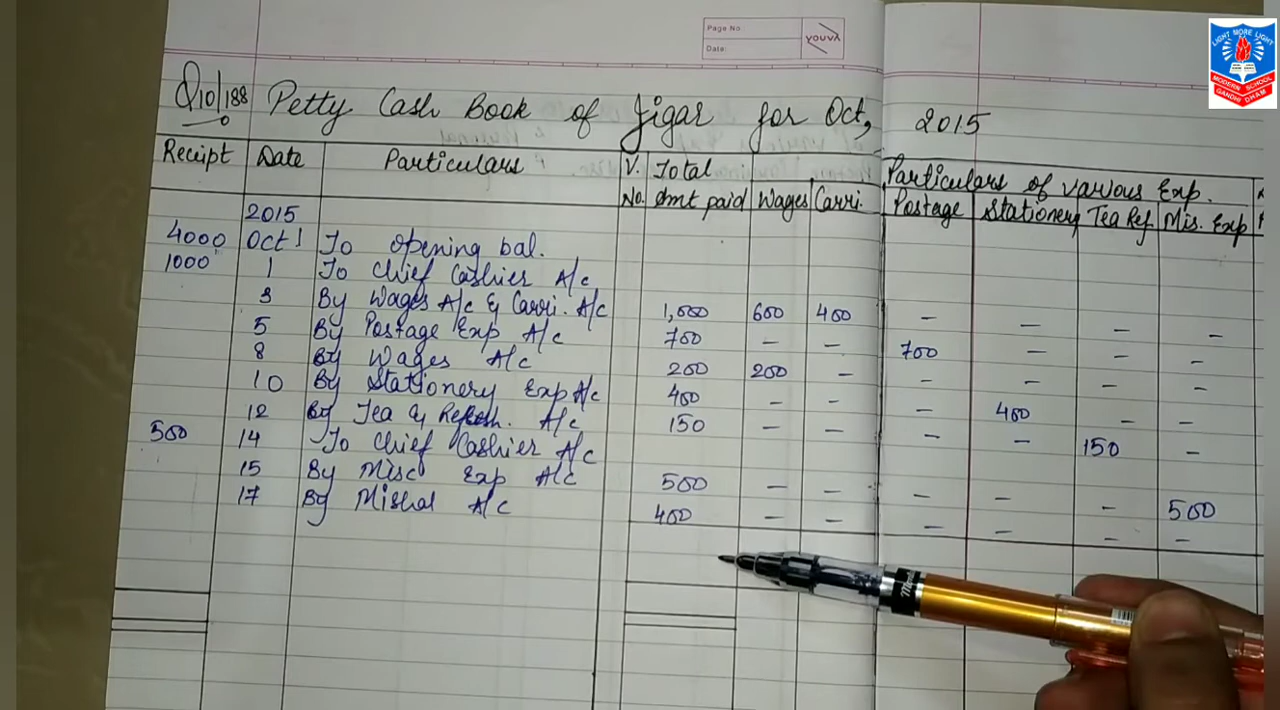 Page No.
Date:
YOUVA
LIGHT MORE LIGHT
MODERN SCHOOL
GANDHIDHAM
Q10/188 Petty Cash Book of Jigar for Oct, 2015
Receipt Date Particulars V. No. Total Amt paid Particulars of various Exp.
Wages Carri. Postage Stationery Tea Ref. Mis. Exp
2015
4000 Oct 1 To opening bal.
1000 1 To Chief Cashier A/c
3 By Wages A/c & Carri. A/c 1,000 600 400 - - - -
5 By Postage Exp A/c 700 - - 700 - - -
8 By Wages A/c 200 200 - - - - -
10 By Stationery Exp A/c 400 - - - 400 - -
12 By Tea & Refresh. A/c 150 - - - - 150 -
500 14 To Chief Cashier A/c
15 By Misc Exp A/c 500 - - - - - 500
17 By Mishal A/c 400 - - - - - -